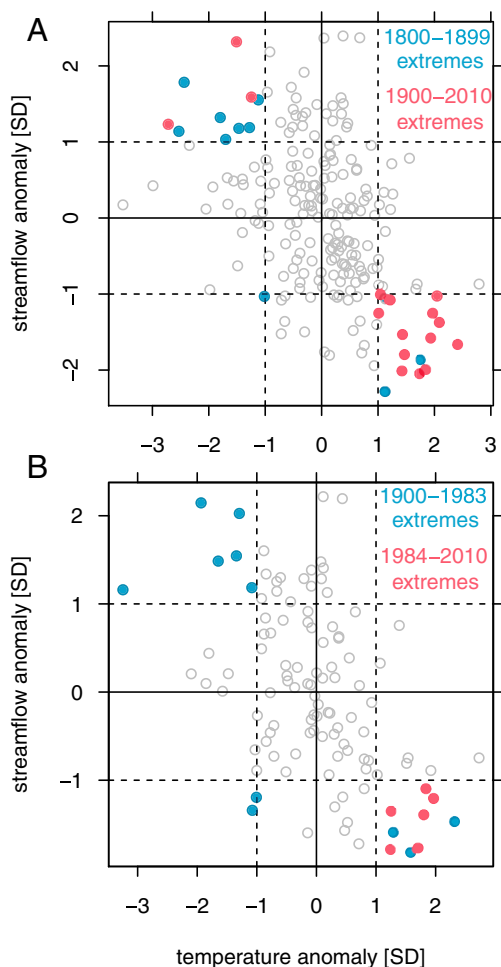 A
1800−1899
extremes
1900−2010
extremes
streamflow anomaly [SD]
2
1
0
−1
−2
−3 −2 −1 0 1 2 3
B
1900−1983
extremes
1984−2010
extremes
streamflow anomaly [SD]
2
1
0
−1
−3 −2 −1 0 1 2
temperature anomaly [SD]